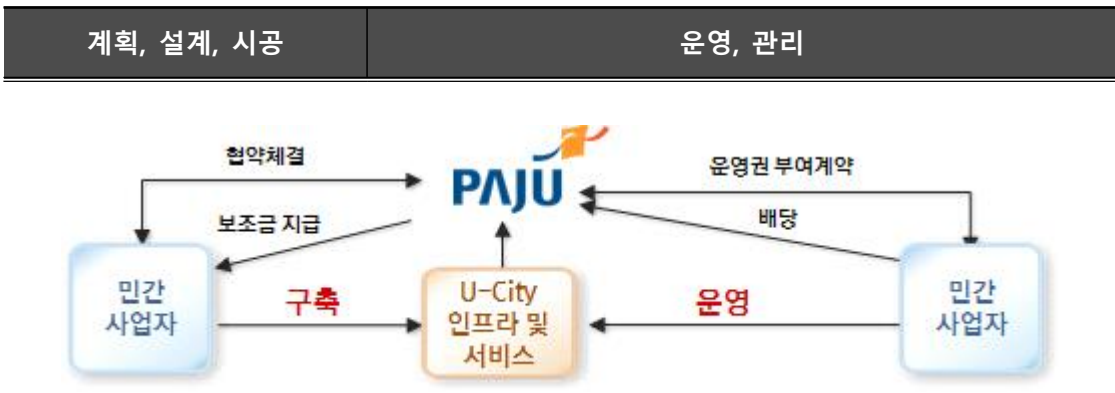 계획, 설계, 시공
운영, 관리
협약체결
PAJU
운영권 부여계약
보조금 지급
배당
민간
사업자
구축
U-City
인프라 및
서비스
운영
민간
사업자